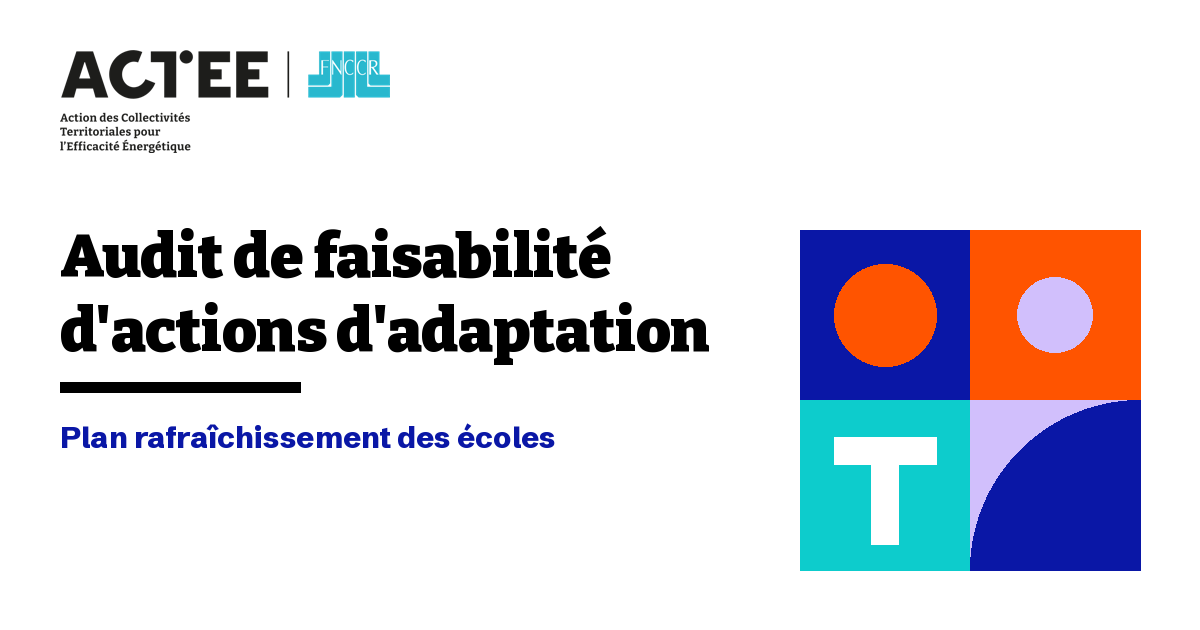 ACTEE | FNCCR
Action des Collectivités
Territoriales pour
l'Efficacité Énergétique
Audit de faisabilité
d'actions d'adaptation
Plan rafraîchissement des écoles
T